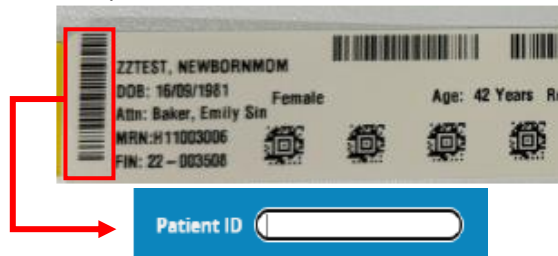 ZZTEST, NEWBORNMOM
DOB: 16/09/1981 Female Age: 42 Years
Attn: Baker, Emily Sin
MRN:H11003006
FIN: 22-003508
Patient ID